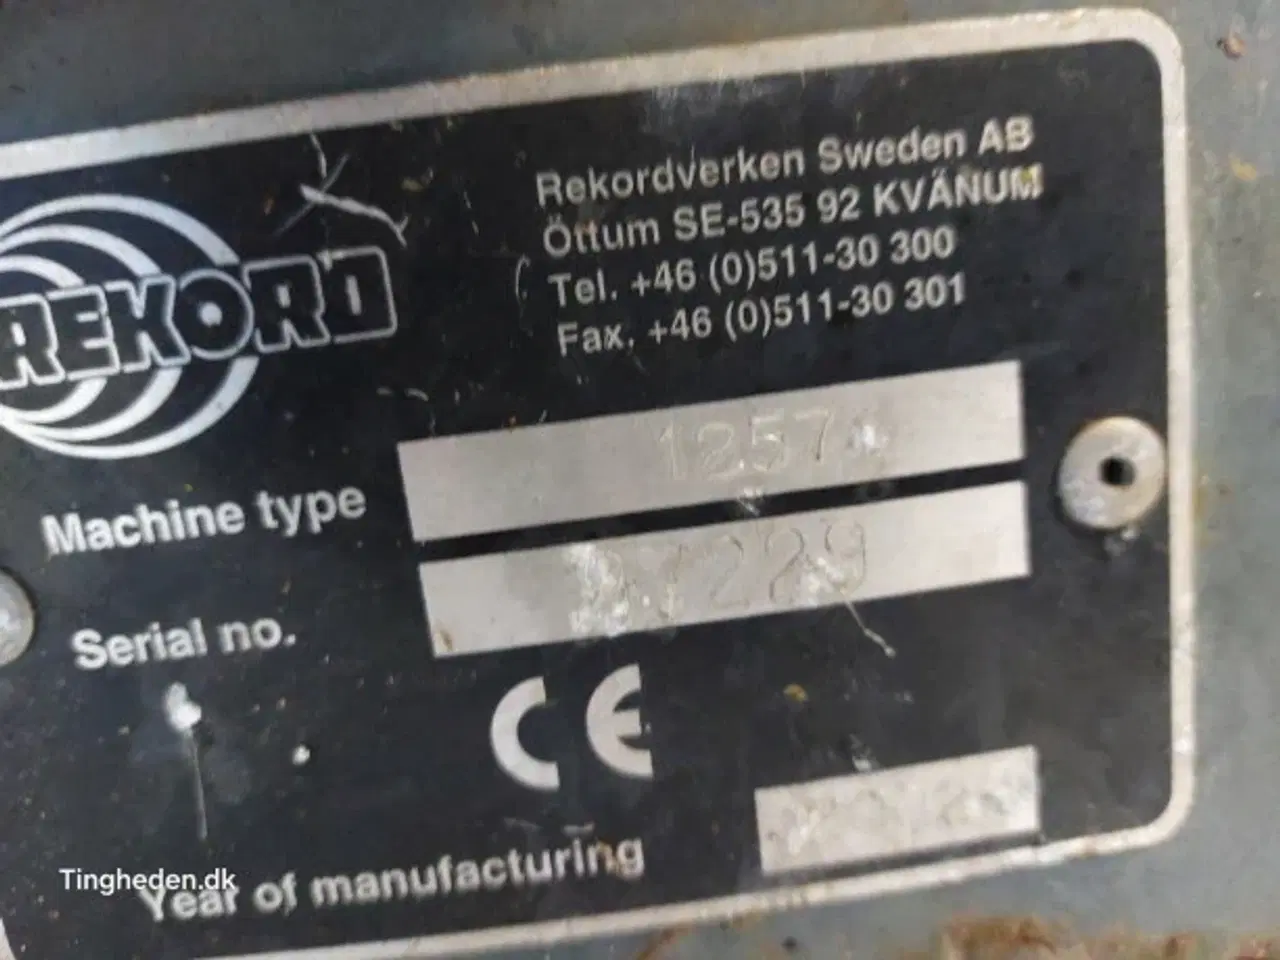 REKORD
Rekordverken Sweden AB
Öttum SE-535 92 KVÄNUM
Tel. +46 (0)511-30 300
Fax. +46 (0)511-30 301
Machine type
Serial no.
CE
Year of manufacturing
Tingheden.dk